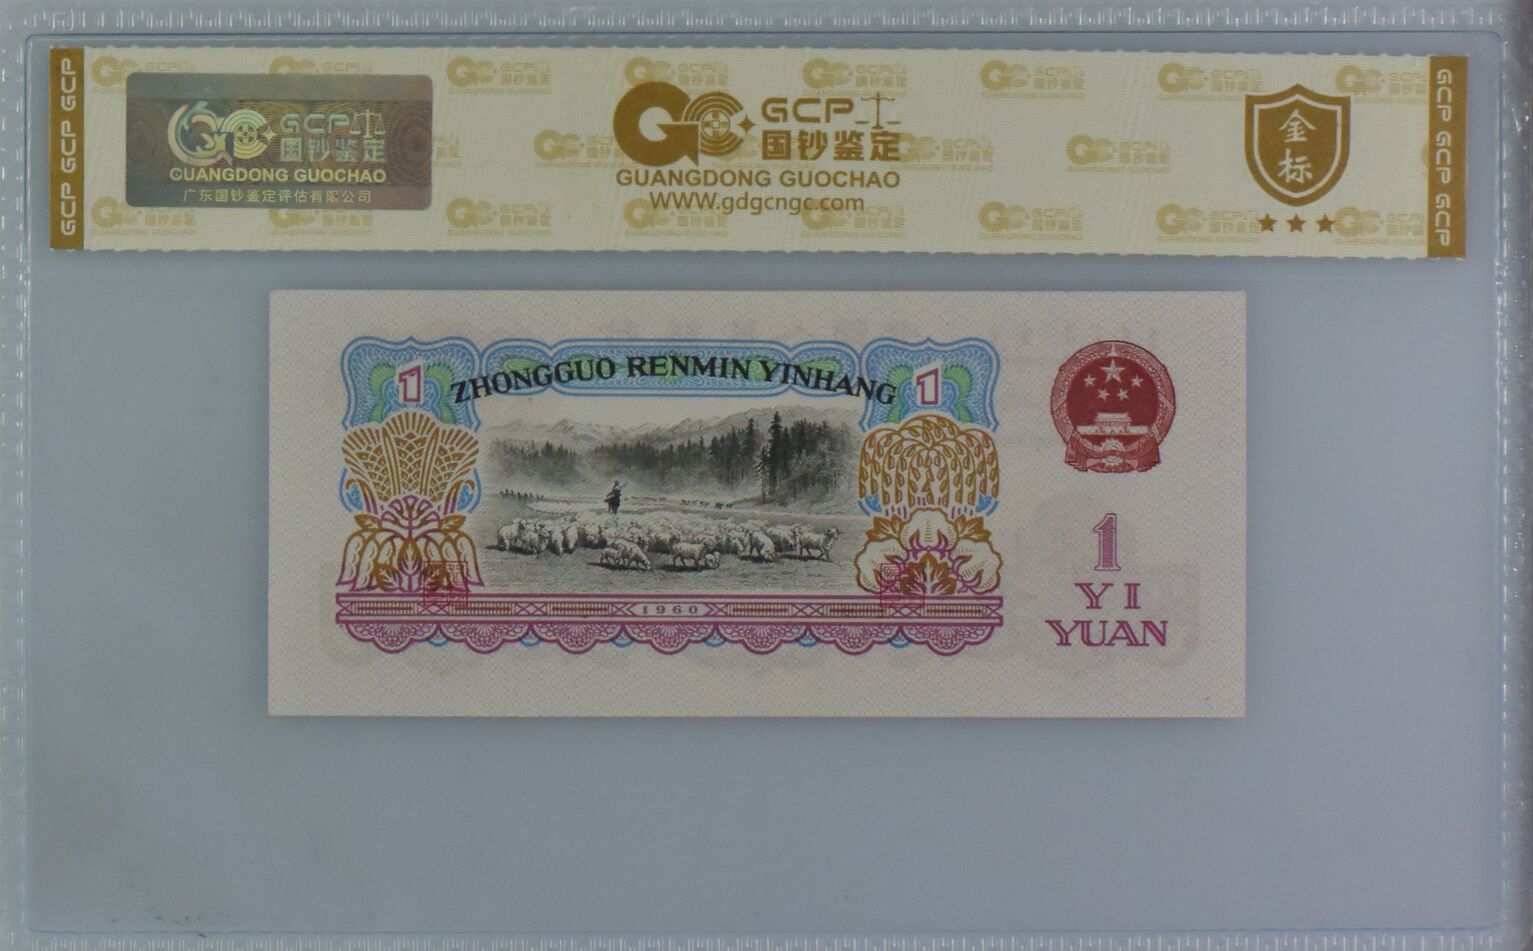 GCP GCP GCP
GCP
国钞鉴定
GUANGDONG GUOCHAO
广东国钞鉴定评估有限公司
GCP
国钞鉴定
GUANGDONG GUOCHAO
WWW.gdgcngc.com
金标
GCP GCP GCP
ZHONGGUO RENMIN YINHANG
1
1
1960
1
YI
YUAN